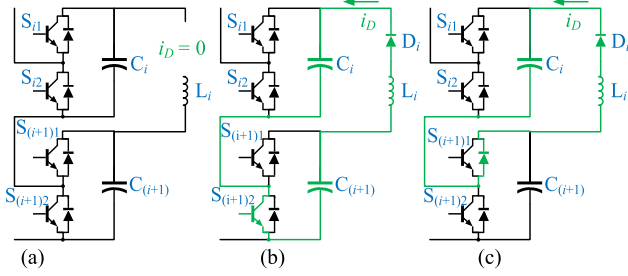 S_{i1}
S_{i2}
C_i
i_D = 0
L_i
S_{(i+1)1}
S_{(i+1)2}
C_{(i+1)}
(a)
i_D
S_{i1}
S_{i2}
C_i
D_i
L_i
S_{(i+1)1}
S_{(i+1)2}
C_{(i+1)}
(b)
i_D
S_{i1}
S_{i2}
C_i
D_i
L_i
S_{(i+1)1}
S_{(i+1)2}
C_{(i+1)}
(c)